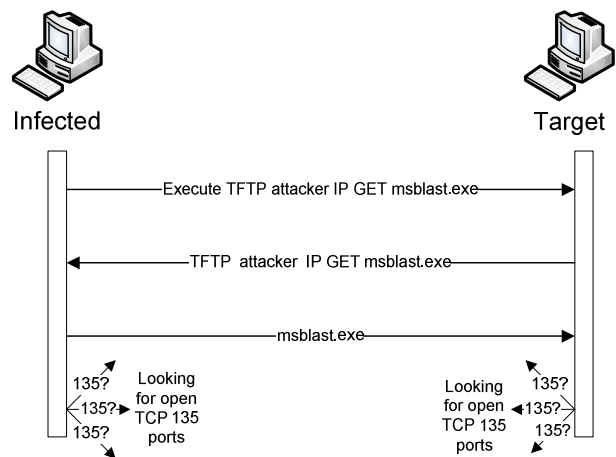 Infected
Target
Execute TFTP attacker IP GET msblast.exe
TFTP attacker IP GET msblast.exe
msblast.exe
135?
135?
135?
Looking
for open
TCP 135
ports
Looking
for open
TCP 135
ports
135?
135?
135?